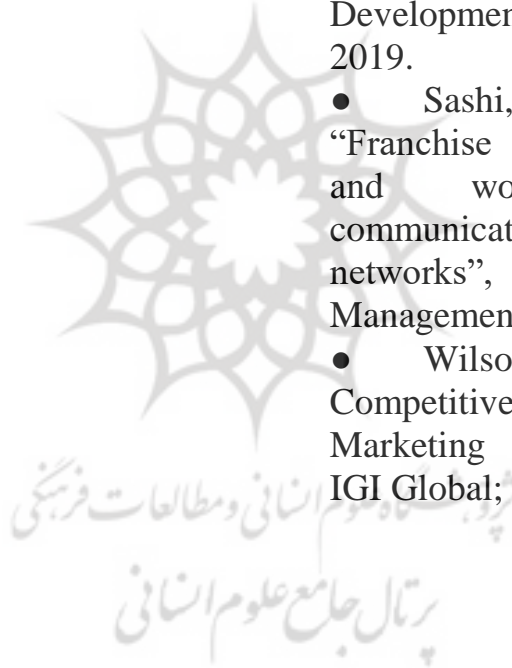 Developmen
2019.
● Sashi,
“Franchise
and wo
communicat
networks”,
Managemen
● Wilso
Competitive
Marketing
IGI Global;
پژوهشگاه علوم انسانی و مطالعات فرهنگی
پرتال جامع علوم انسانی